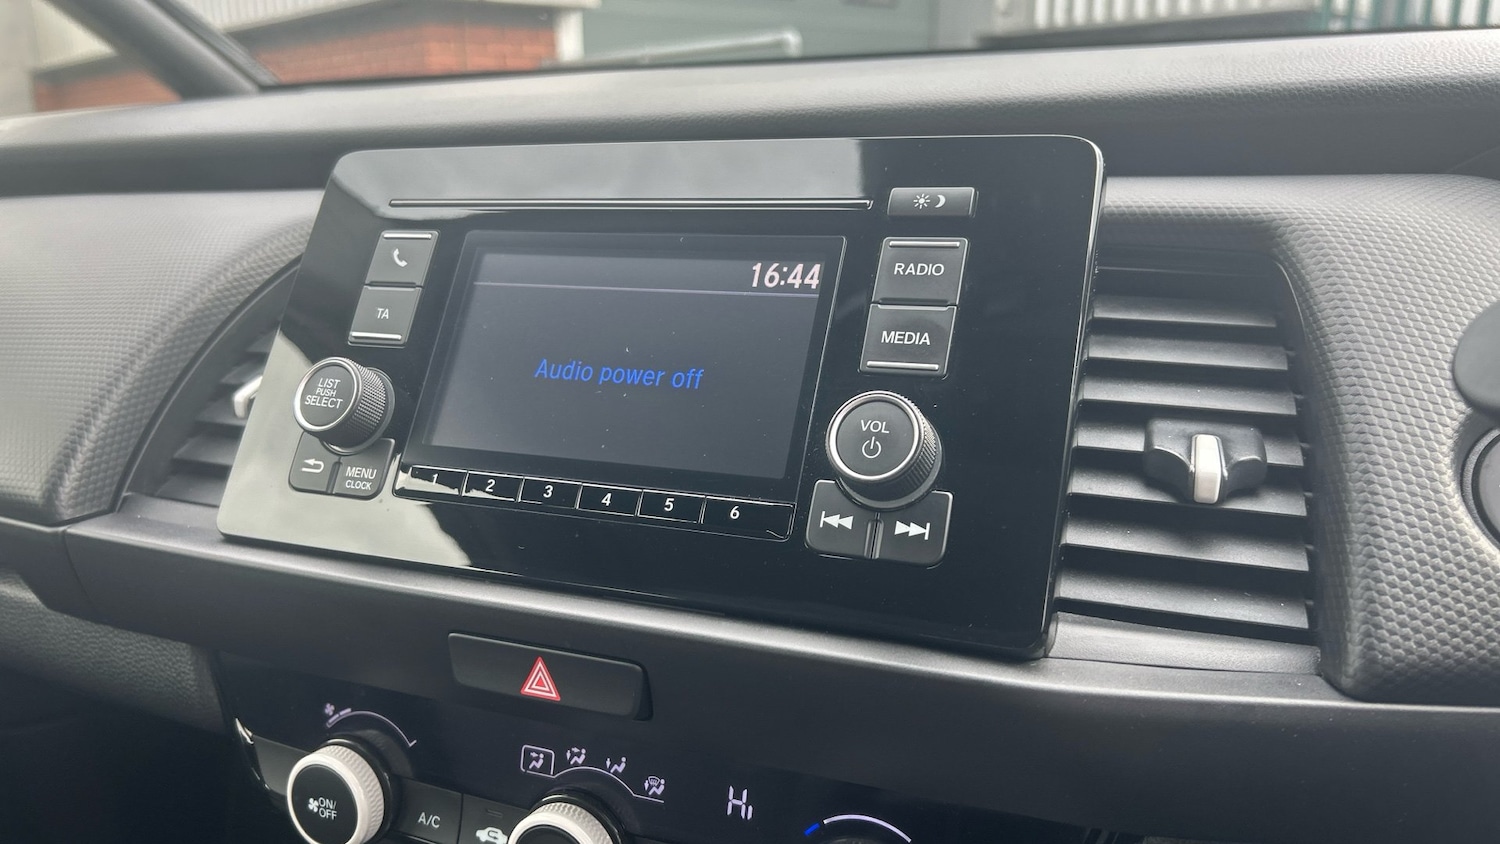 16:44
RADIO
TA
MEDIA
Audio power off
LIST
PUSH
SELECT
VOL
MENU
CLOCK
1 2 3 4 5 6
HI
ON/
OFF
A/C